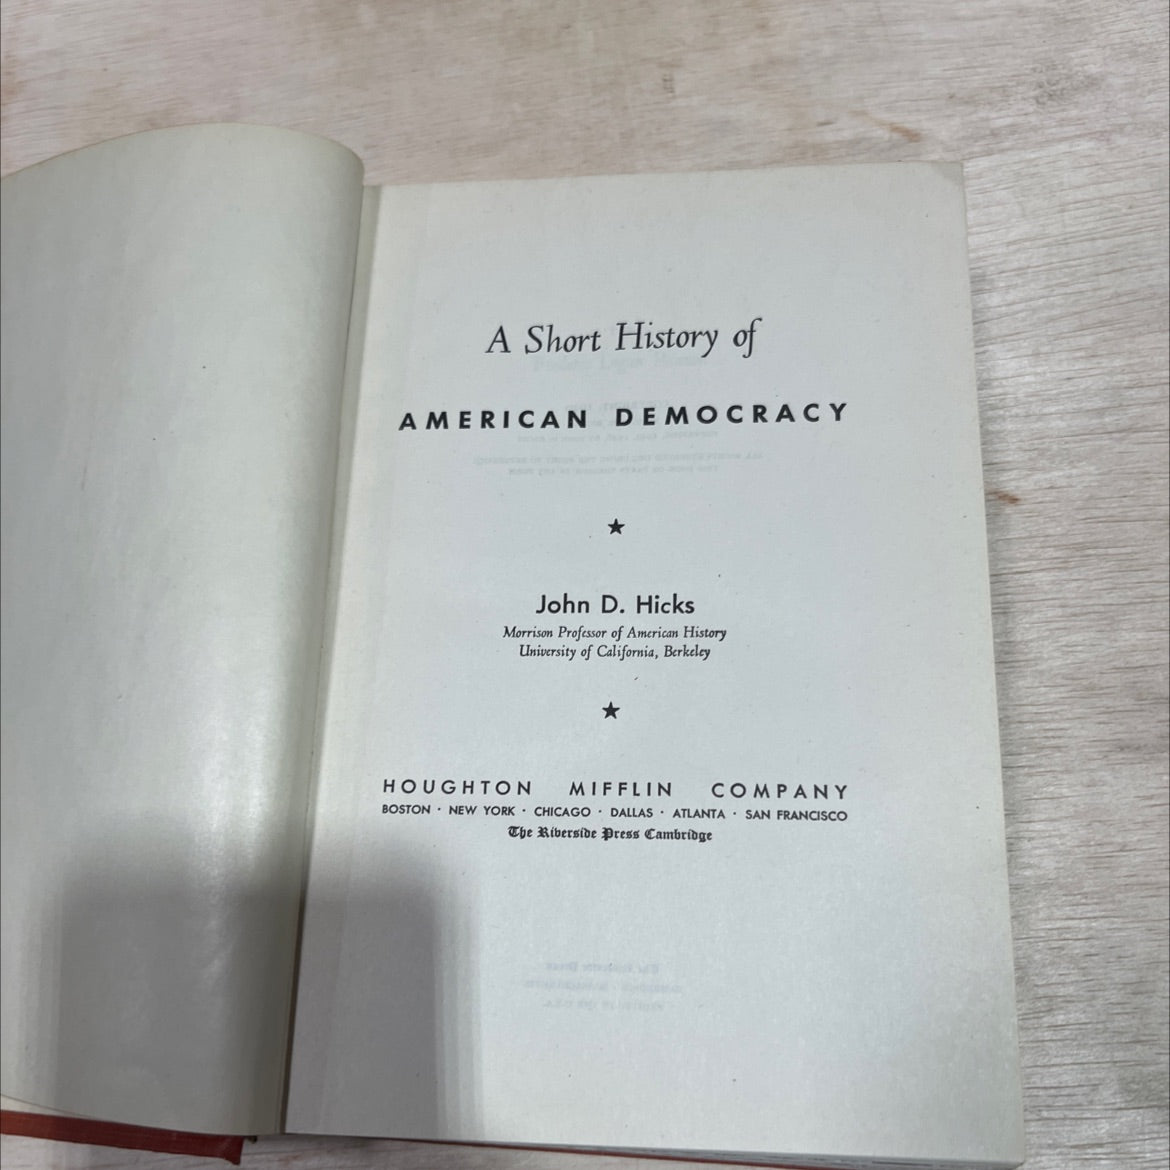 A Short History of
AMERICAN DEMOCRACY
John D. Hicks
Morrison Professor of American History
University of California, Berkeley
HOUGHTON MIFFLIN COMPANY
BOSTON · NEW YORK · CHICAGO · DALLAS · ATLANTA · SAN FRANCISCO
The Riverside Press Cambridge